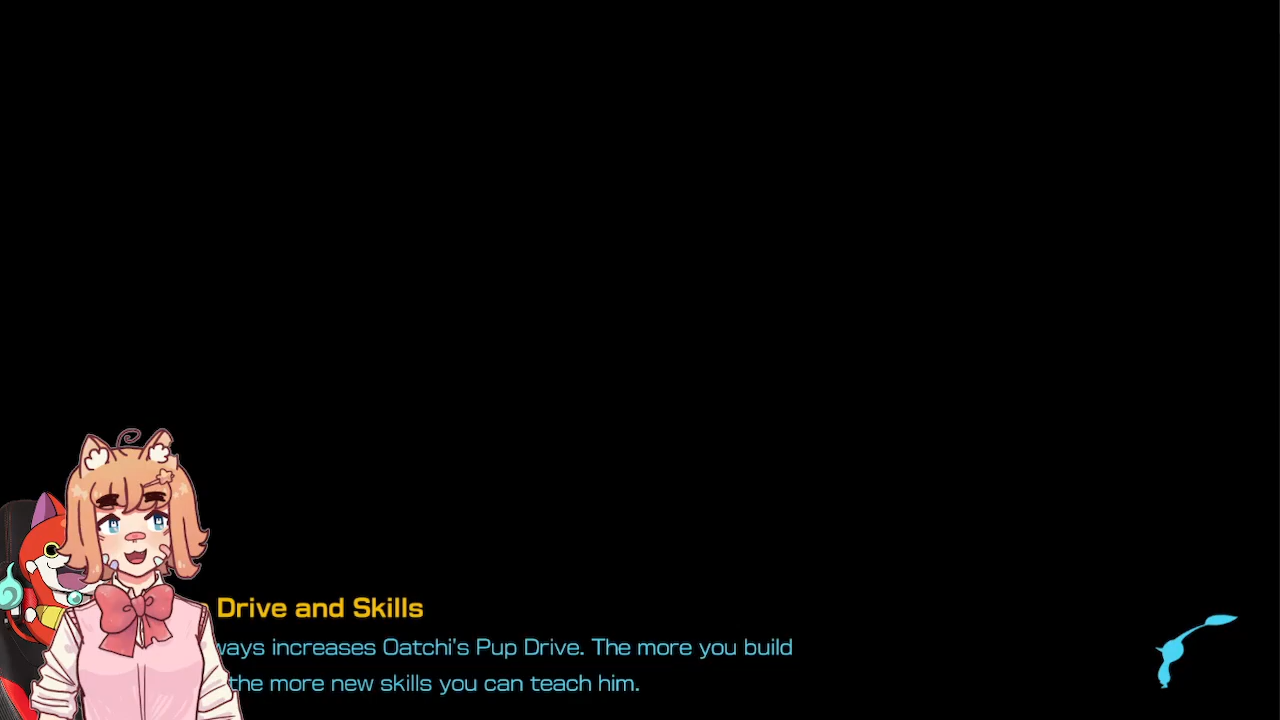 Drive and Skills
increases Oatchi's Pup Drive. The more you build
the more new skills you can teach him.